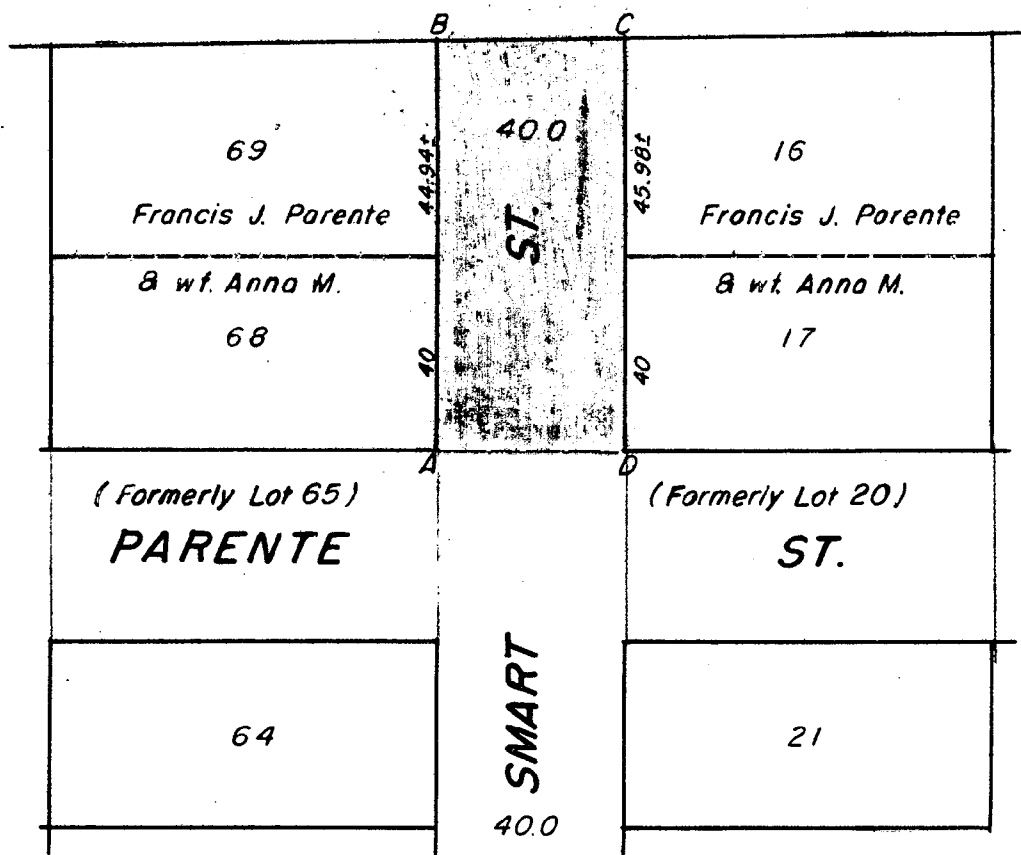 B. C
69 40.0 16
44.94± 45.98±
Francis J. Parente ST. Francis J. Parente
& wf. Anna M. & wf. Anna M.
68 17
40 40
A D
(Formerly Lot 65) (Formerly Lot 20)
PARENTE ST.
SMART
64 21
40.0